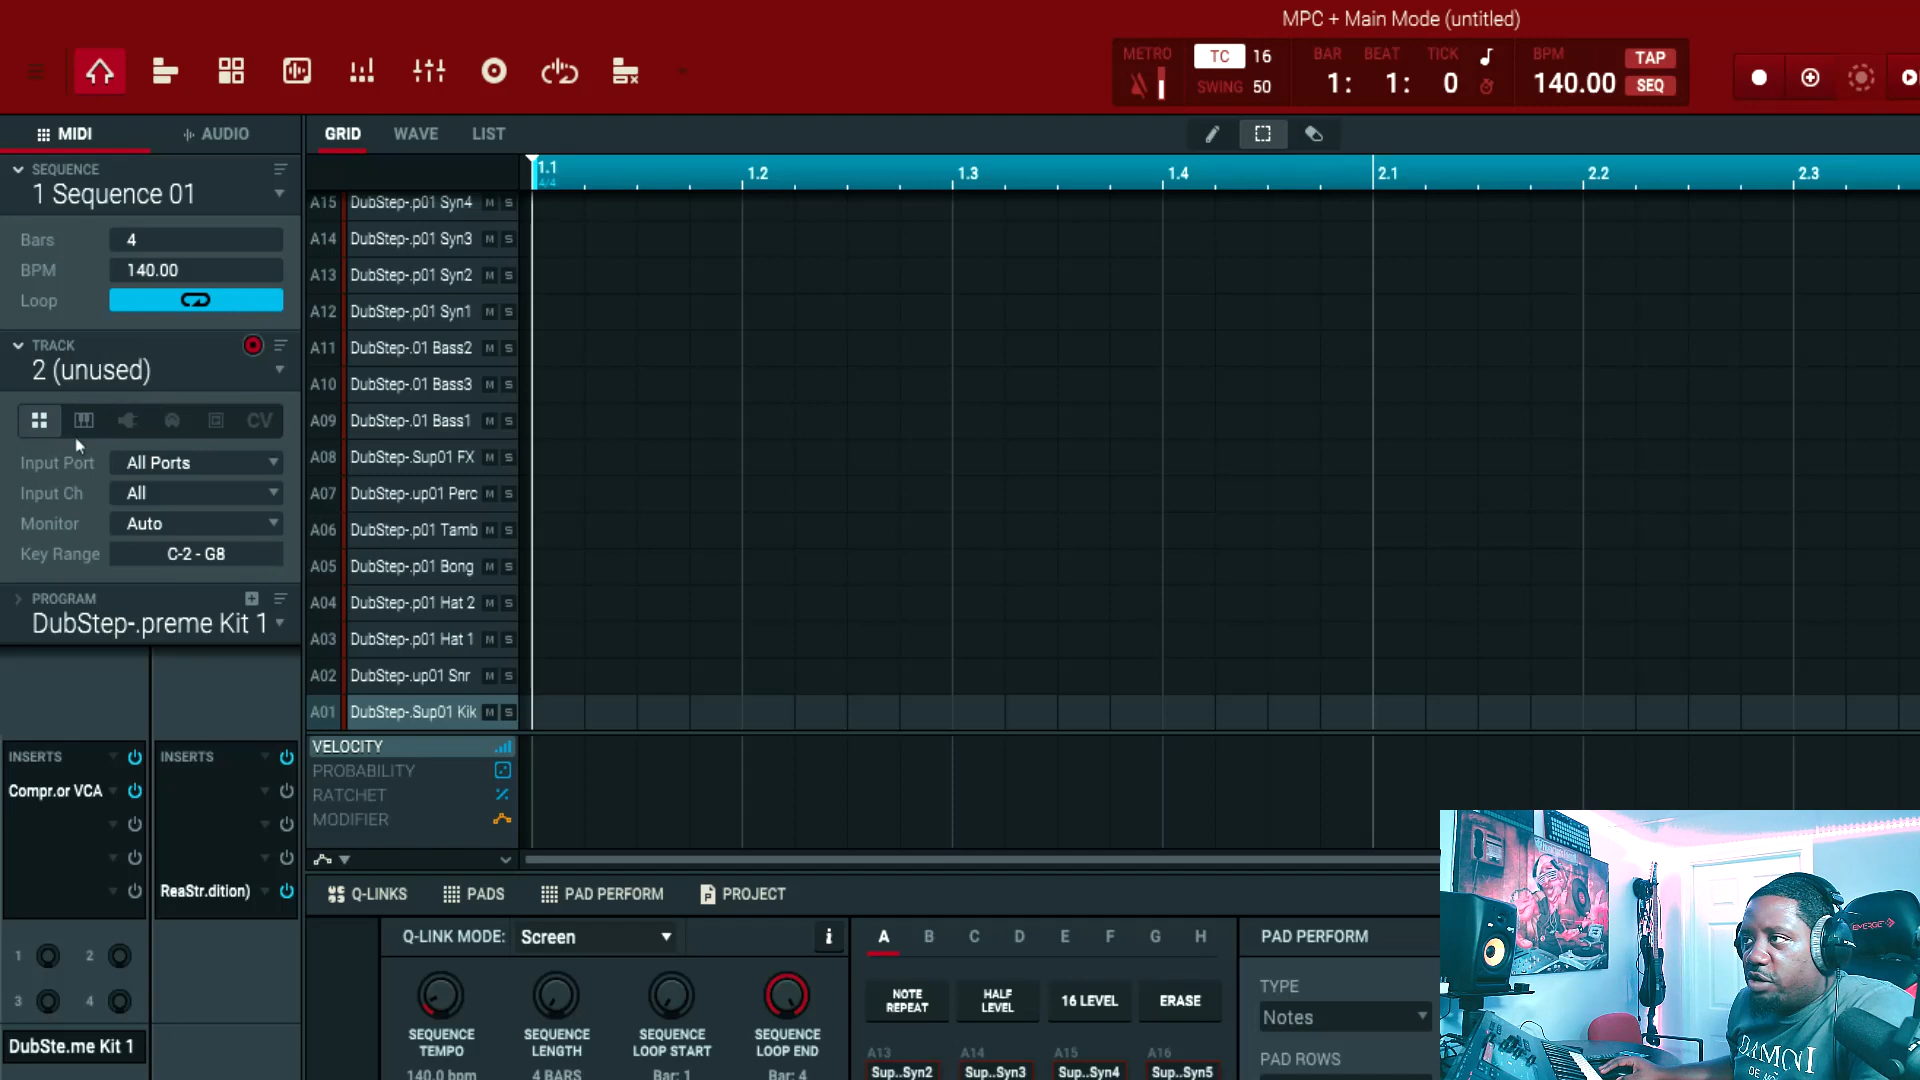 MPC + Main Mode (untitled)
METRO
TC 16
SWING 50
BAR BEAT TICK
1: 1: 0
BPM
140.00
TAP
SEQ
MIDI
AUDIO
GRID WAVE LIST
SEQUENCE
1 Sequence 01
Bars 4
BPM 140.00
Loop
TRACK
2 (unused)
CV
Input Port All Ports
Input Ch All
Monitor Auto
Key Range C-2 - G8
PROGRAM
DubStep-.preme Kit 1
INSERTS INSERTS
Compr.or VCA
ReaStr.dition)
1 2
3 4
DubSte.me Kit 1
1.1 1.2 1.3 1.4 2.1 2.2 2.3
4/4
A15 DubStep-.p01 Syn4 M S
A14 DubStep-.p01 Syn3 M S
A13 DubStep-.p01 Syn2 M S
A12 DubStep-.p01 Syn1 M S
A11 DubStep-.01 Bass2 M S
A10 DubStep-.01 Bass3 M S
A09 DubStep-.01 Bass1 M S
A08 DubStep-.Sup01 FX M S
A07 DubStep-.up01 Perc M S
A06 DubStep-.p01 Tamb M S
A05 DubStep-.p01 Bong M S
A04 DubStep-.p01 Hat 2 M S
A03 DubStep-.p01 Hat 1 M S
A02 DubStep-.up01 Snr M S
A01 DubStep-.Sup01 Kik M S
VELOCITY
PROBABILITY
RATCHET
MODIFIER
Q-LINKS PADS PAD PERFORM PROJECT
Q-LINK MODE: Screen
i
SEQUENCE TEMPO
140.0 bpm
SEQUENCE LENGTH
4 BARS
SEQUENCE LOOP START
Bar: 1
SEQUENCE LOOP END
Bar: 4
A B C D E F G H
NOTE REPEAT
HALF LEVEL
16 LEVEL
ERASE
A13 A14 A15 A16
Sup..Syn2 Sup..Syn3 Sup..Syn4 Sup..Syn5
PAD PERFORM
TYPE
Notes
PAD ROWS
EMERGE